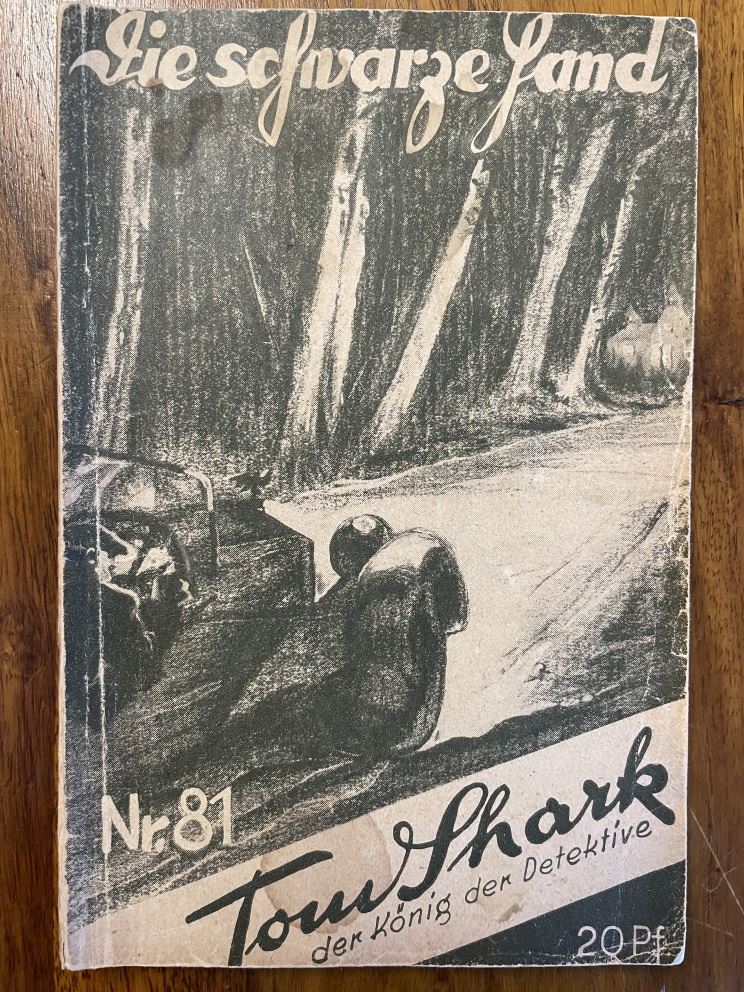 Die schwarze Hand
Nr. 81
Tom Shark
der König der Detektive
20 Pf